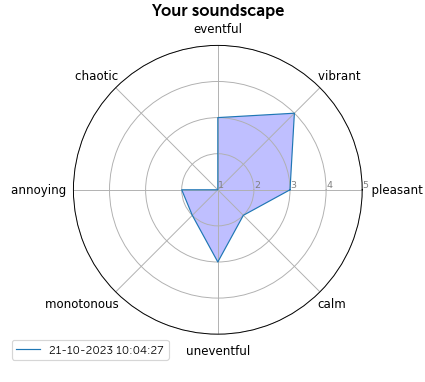 Your soundscape
eventful
chaotic
vibrant
annoying
1 2 3 4 5
pleasant
monotonous
calm
uneventful
21-10-2023 10:04:27